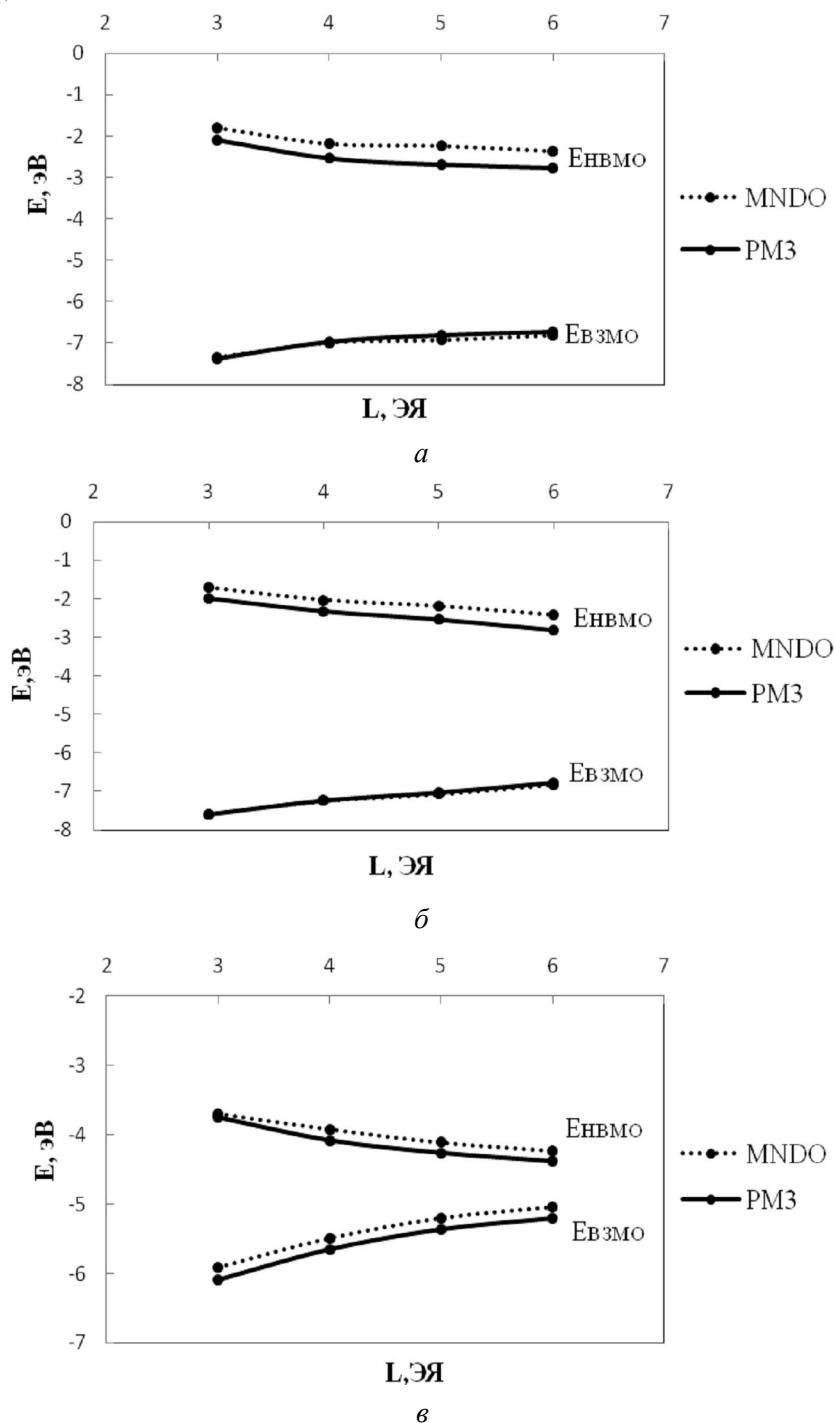 2 3 4 5 6 7
0
-1
-2
-3
-4
-5
-6
-7
-8
E, эВ
Eнвмо
Eвзмо
MNDO
PM3
L, ЭЯ
а
2 3 4 5 6 7
0
-1
-2
-3
-4
-5
-6
-7
-8
E,эВ
Eнвмо
Eвзмо
MNDO
PM3
L, ЭЯ
б
2 3 4 5 6 7
-2
-3
-4
-5
-6
-7
E, эВ
Eнвмо
Eвзмо
MNDO
PM3
L,ЭЯ
в